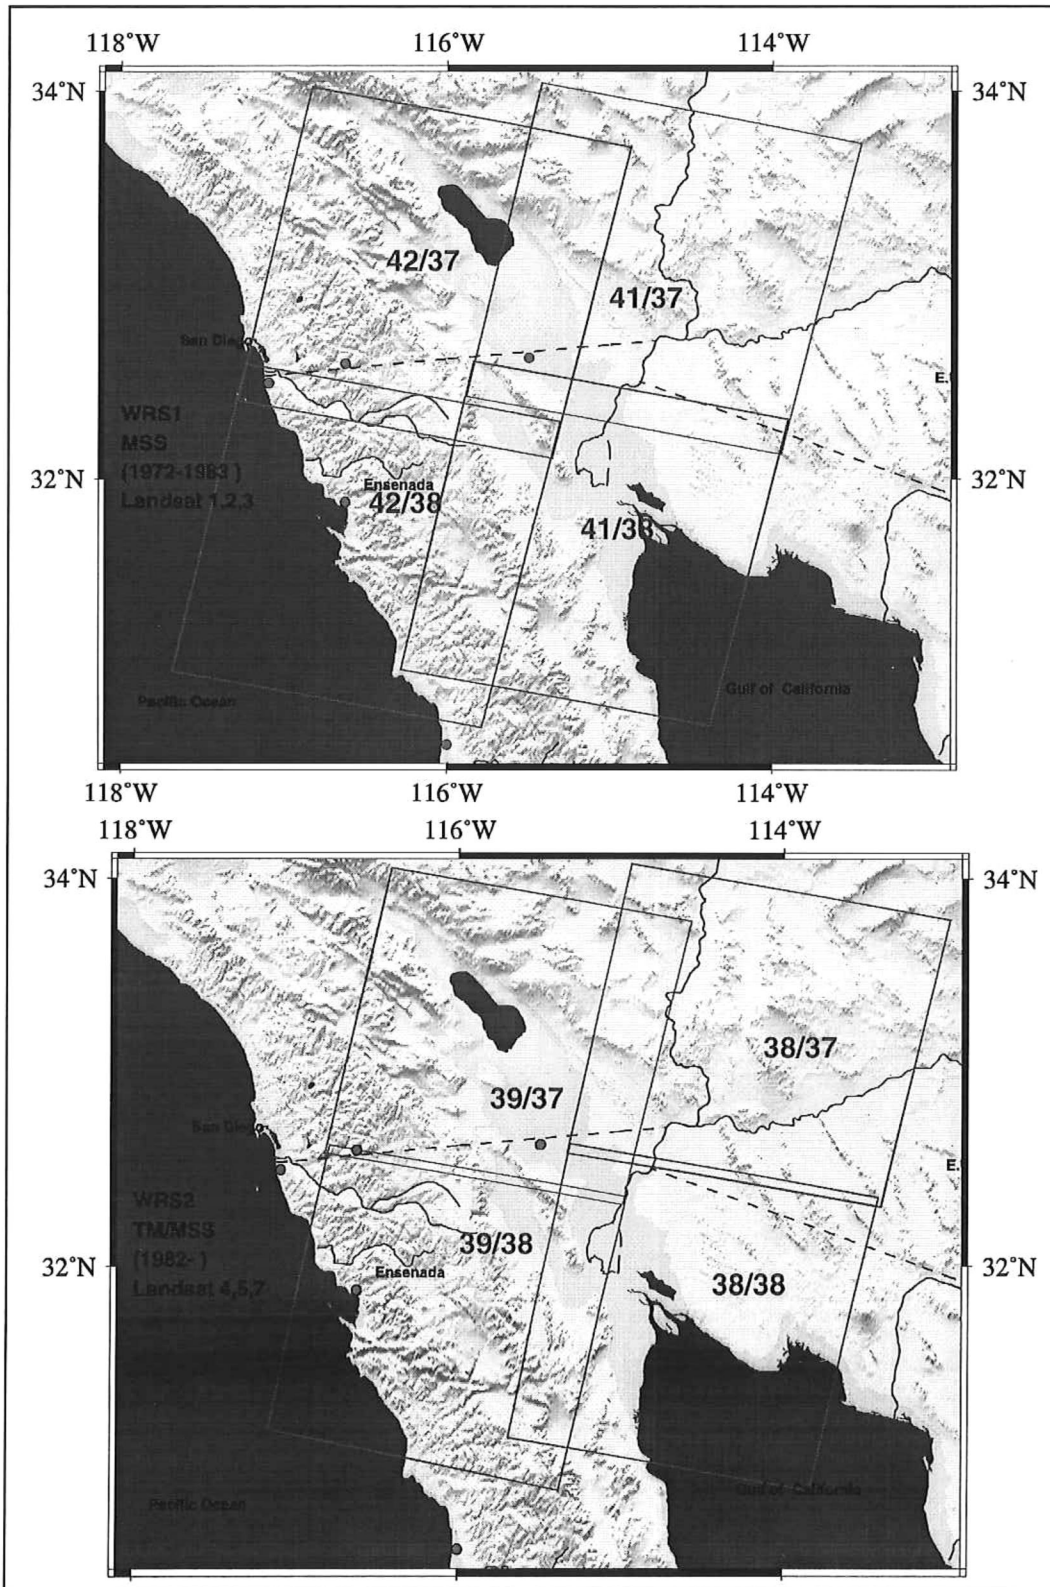 118°W 116°W 114°W
34°N 34°N
42/37
41/37
San Diego
E.
WRS1
MSS
(1972-1983 )
Landsat 1,2,3
32°N 32°N
Ensenada
42/38
41/38
Gulf of California
Pacific Ocean
118°W 116°W 114°W
118°W 116°W 114°W
34°N 34°N
38/37
39/37
San Diego
E.
WRS2
TM/MSS
(1982- )
Landsat 4,5,7
39/38
32°N 32°N
Ensenada
38/38
Gulf of California
Pacific Ocean